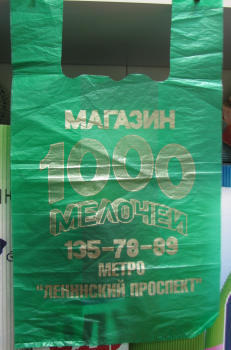 МАГАЗИН
1000
МЕЛОЧЕЙ
135-78-89
МЕТРО
"ЛЕНИНСКИЙ ПРОСПЕКТ"